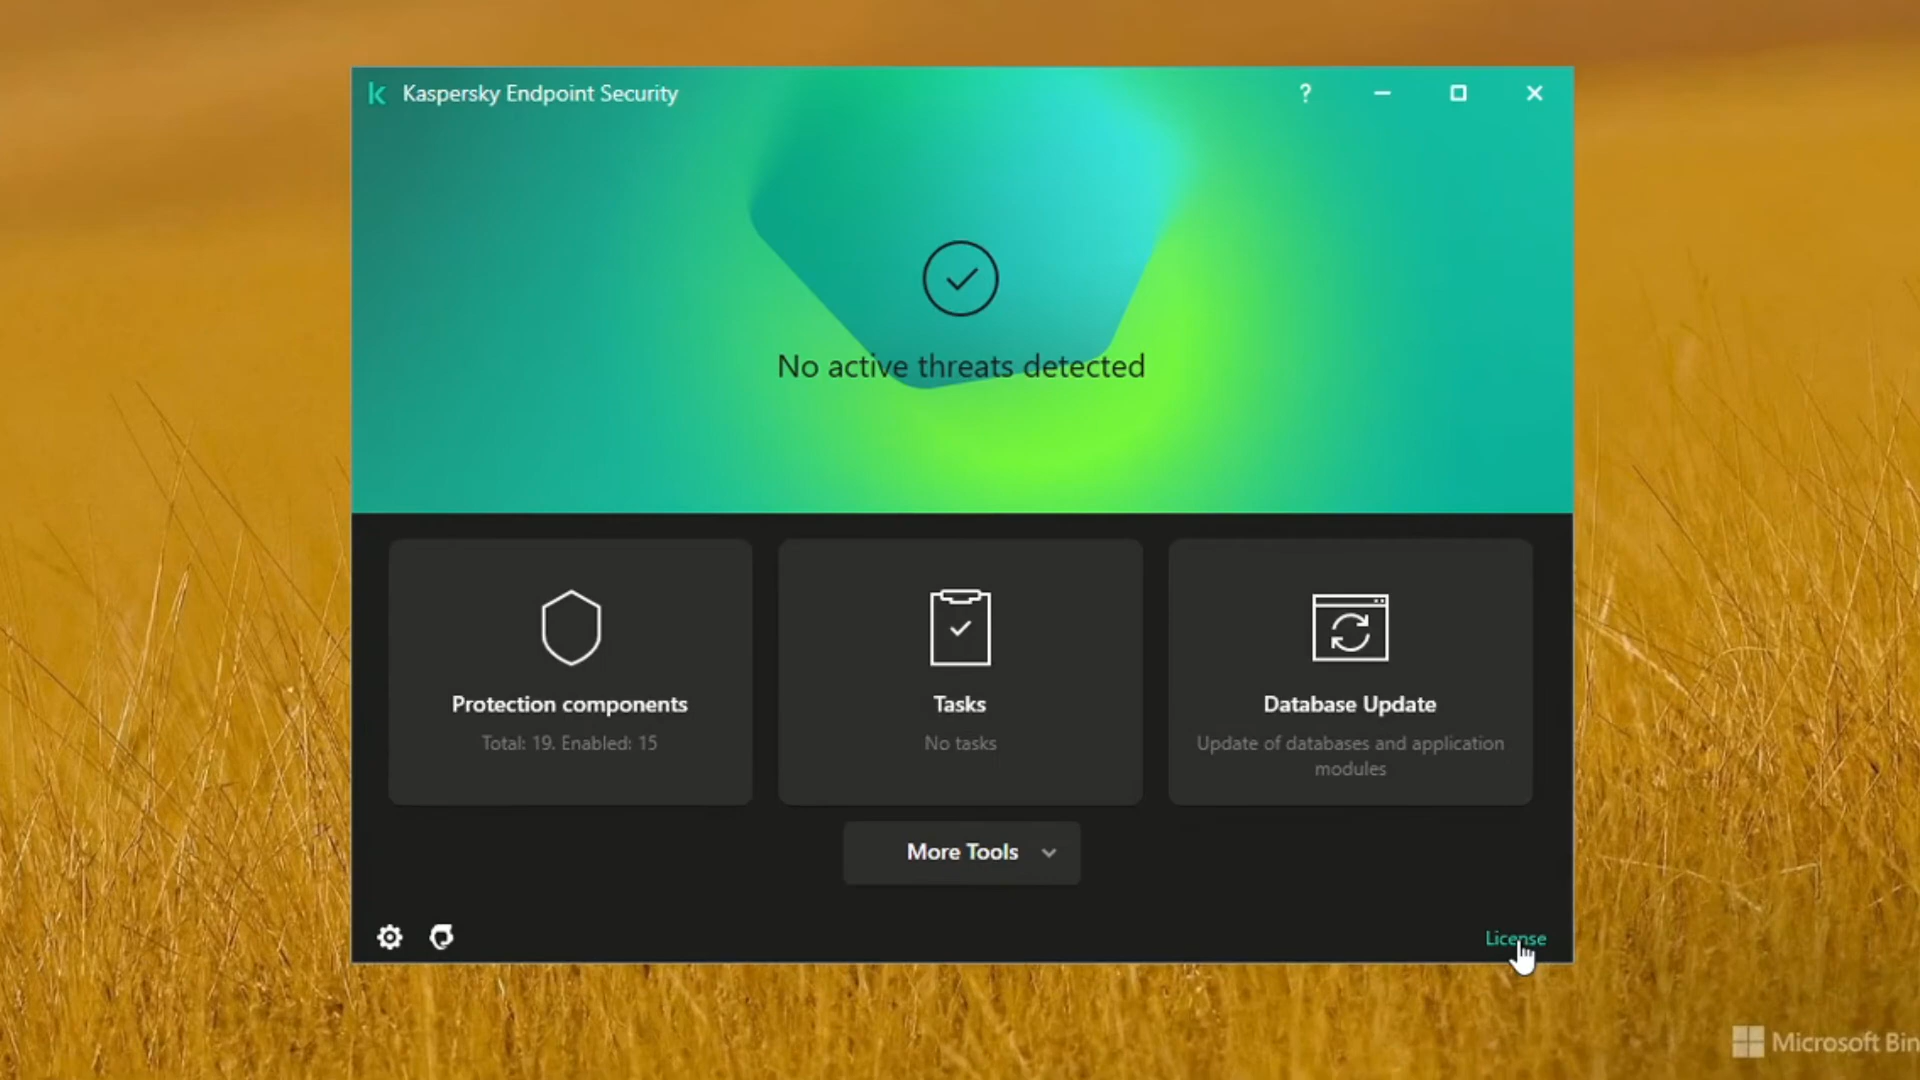 Kaspersky Endpoint Security
No active threats detected
Protection components
Total: 19. Enabled: 15
Tasks
No tasks
Database Update
Update of databases and application
modules
More Tools
License
Microsoft Bin